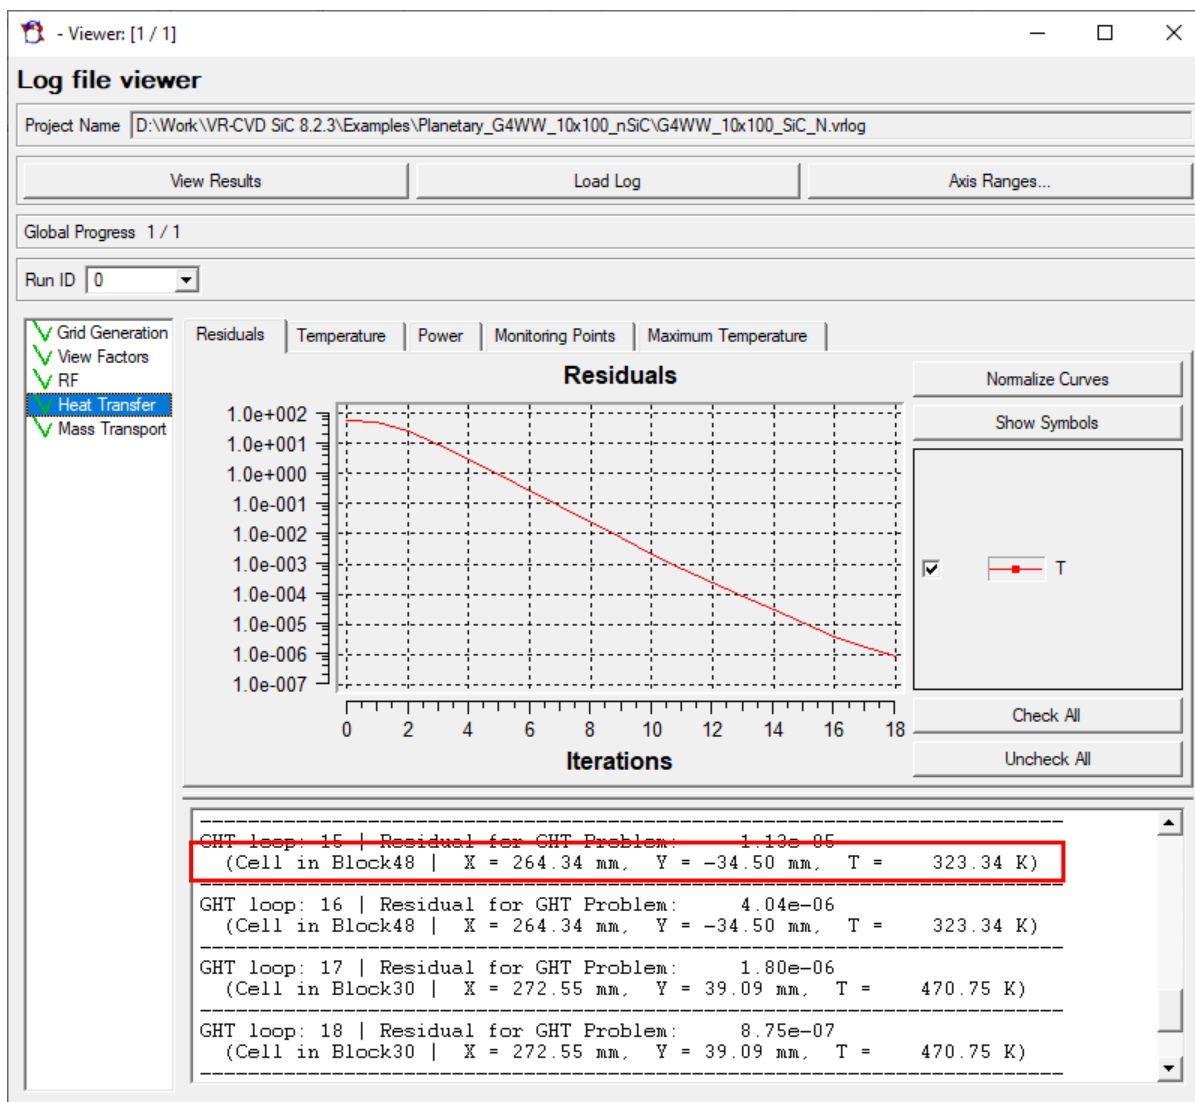 - Viewer: [1 / 1]
Log file viewer
Project Name D:\Work\VR-CVD SiC 8.2.3\Examples\Planetary_G4WW_10x100_nSiC\G4WW_10x100_SiC_N.vrlog
View Results Load Log Axis Ranges...
Global Progress 1 / 1
Run ID 0
Grid Generation
View Factors
RF
Heat Transfer
Mass Transport
Residuals Temperature Power Monitoring Points Maximum Temperature
Residuals
Normalize Curves
Show Symbols
1.0e+002
1.0e+001
1.0e+000
1.0e-001
1.0e-002
1.0e-003
1.0e-004
1.0e-005
1.0e-006
1.0e-007
0 2 4 6 8 10 12 14 16 18
Iterations
T
Check All
Uncheck All
GHT loop: 15 | Residual for GHT Problem: 1.13e-05
(Cell in Block48 | X = 264.34 mm, Y = -34.50 mm, T = 323.34 K)
GHT loop: 16 | Residual for GHT Problem: 4.04e-06
(Cell in Block48 | X = 264.34 mm, Y = -34.50 mm, T = 323.34 K)
GHT loop: 17 | Residual for GHT Problem: 1.80e-06
(Cell in Block30 | X = 272.55 mm, Y = 39.09 mm, T = 470.75 K)
GHT loop: 18 | Residual for GHT Problem: 8.75e-07
(Cell in Block30 | X = 272.55 mm, Y = 39.09 mm, T = 470.75 K)